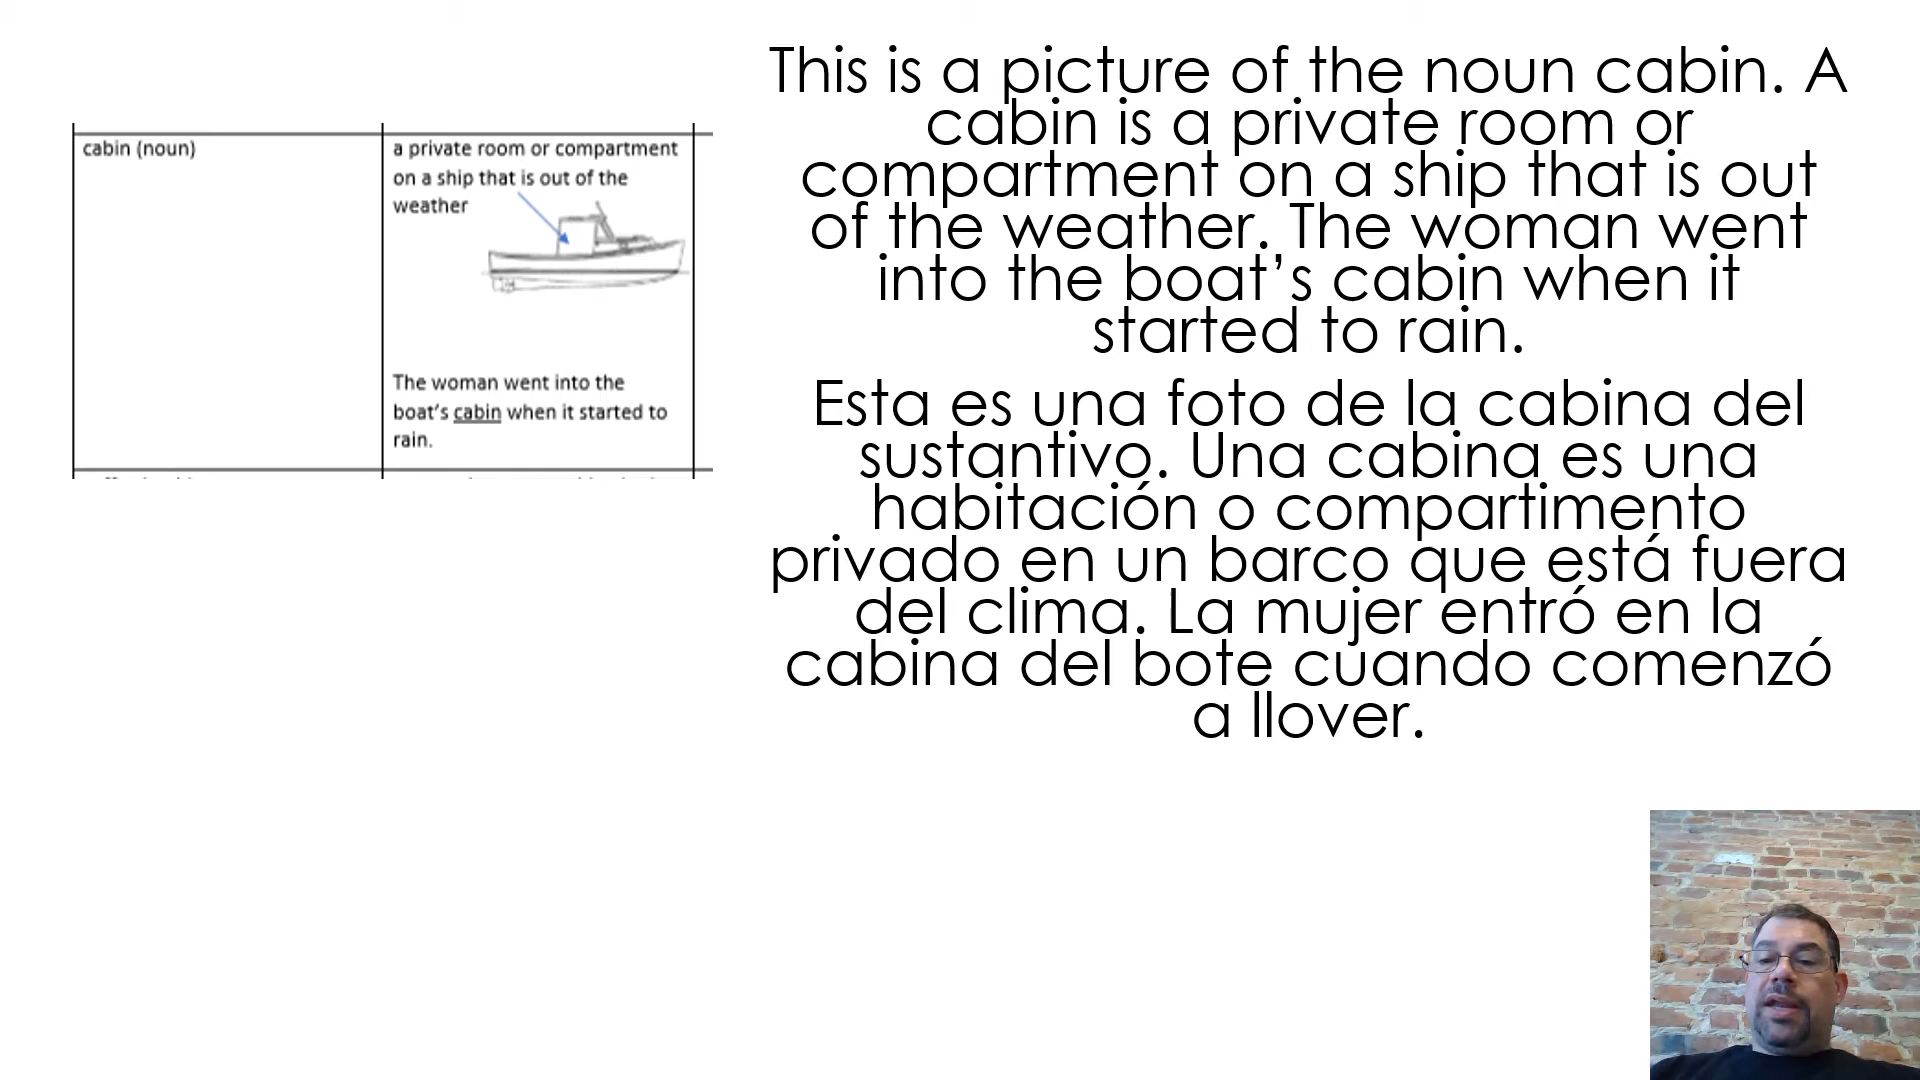 cabin (noun)
a private room or compartment
on a ship that is out of the
weather
The woman went into the
boat's cabin when it started to
rain.
This is a picture of the noun cabin. A
cabin is a private room or
compartment on a ship that is out
of the weather. The woman went
into the boat’s cabin when it
started to rain.
Esta es una foto de la cabina del
sustantivo. Una cabina es una
habitación o compartimento
privado en un barco que está fuera
del clima. La mujer entró en la
cabina del bote cuando comenzó
a llover.